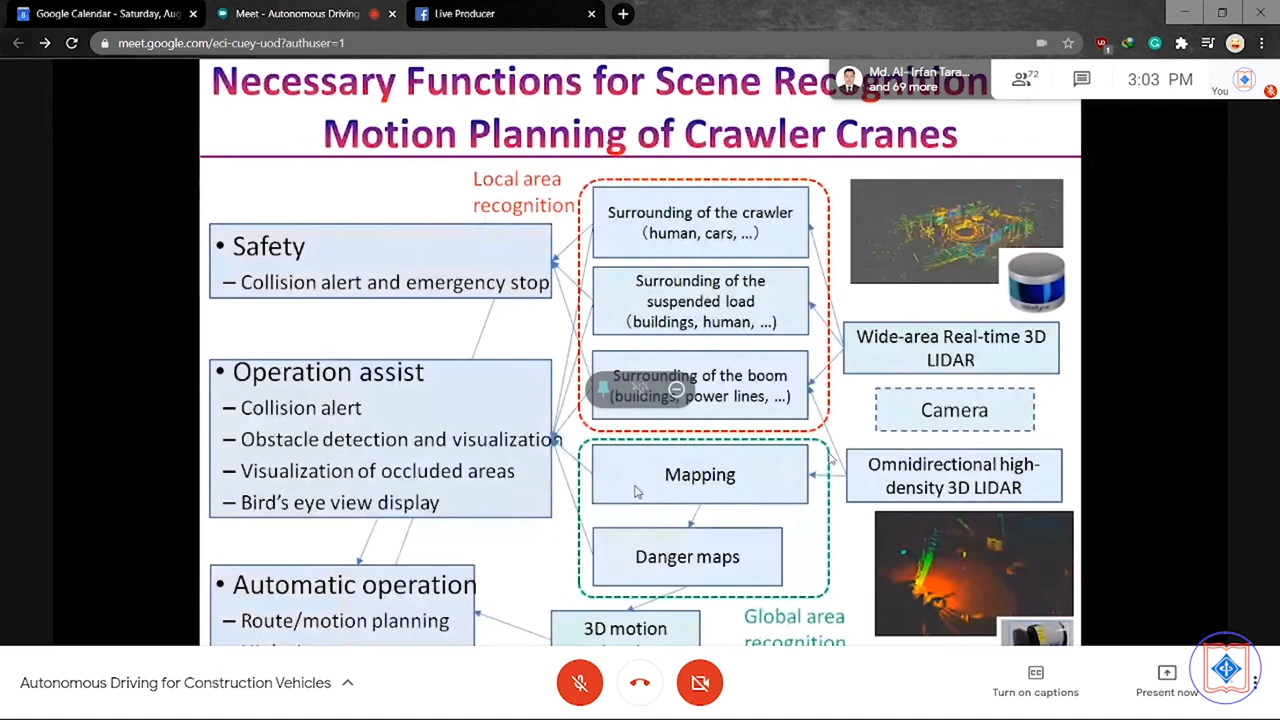 Google Calendar - Saturday, Aug
Meet - Autonomous Driving
Live Producer
meet.google.com/eci-cuey-uod?authuser=1
Necessary Functions for Scene Recognition
Motion Planning of Crawler Cranes
Md. Al- Irfan Tara...
and 69 more
72
3:03 PM
You
Local area
recognition
• Safety
– Collision alert and emergency stop
• Operation assist
– Collision alert
– Obstacle detection and visualization
– Visualization of occluded areas
– Bird's eye view display
• Automatic operation
– Route/motion planning
Surrounding of the crawler
(human, cars, ...)
Surrounding of the
suspended load
(buildings, human, ...)
Surrounding of the boom
(buildings, power lines, ...)
Mapping
Danger maps
3D motion
Global area
recognition
Wide-area Real-time 3D
LIDAR
Camera
Omnidirectional high-
density 3D LIDAR
Autonomous Driving for Construction Vehicles
Turn on captions
Present now